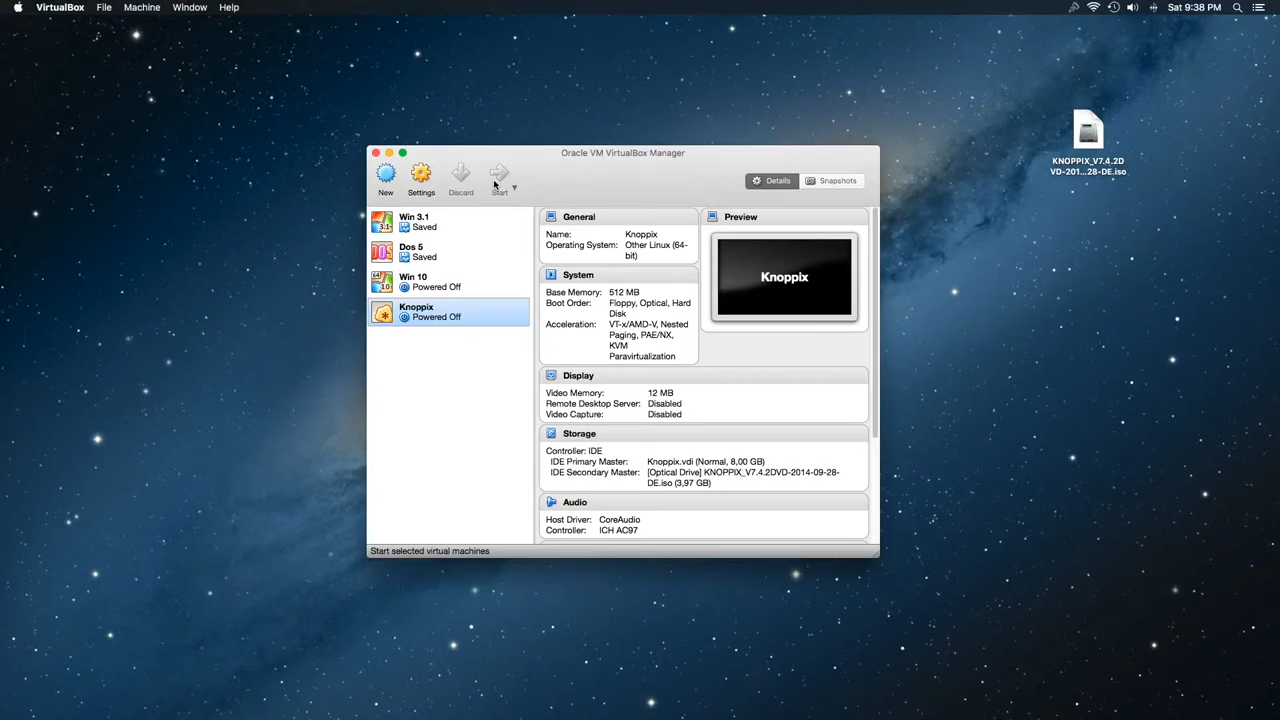 VirtualBox File Machine Window Help Sat 9:38 PM
KNOPPIX_V7.4.2D
VD-201...28-DE.iso
Oracle VM VirtualBox Manager
New Settings Discard Start Details Snapshots
Win 3.1
Saved
Dos 5
Saved
Win 10
Powered Off
Knoppix
Powered Off
General
Name: Knoppix
Operating System: Other Linux (64-
bit)
System
Base Memory: 512 MB
Boot Order: Floppy, Optical, Hard
Disk
Acceleration: VT-x/AMD-V, Nested
Paging, PAE/NX,
KVM
Paravirtualization
Preview
Knoppix
Display
Video Memory: 12 MB
Remote Desktop Server: Disabled
Video Capture: Disabled
Storage
Controller: IDE
IDE Primary Master: Knoppix.vdi (Normal, 8,00 GB)
IDE Secondary Master: [Optical Drive] KNOPPIX_V7.4.2DVD-2014-09-28-
DE.iso (3,97 GB)
Audio
Host Driver: CoreAudio
Controller: ICH AC97
Start selected virtual machines